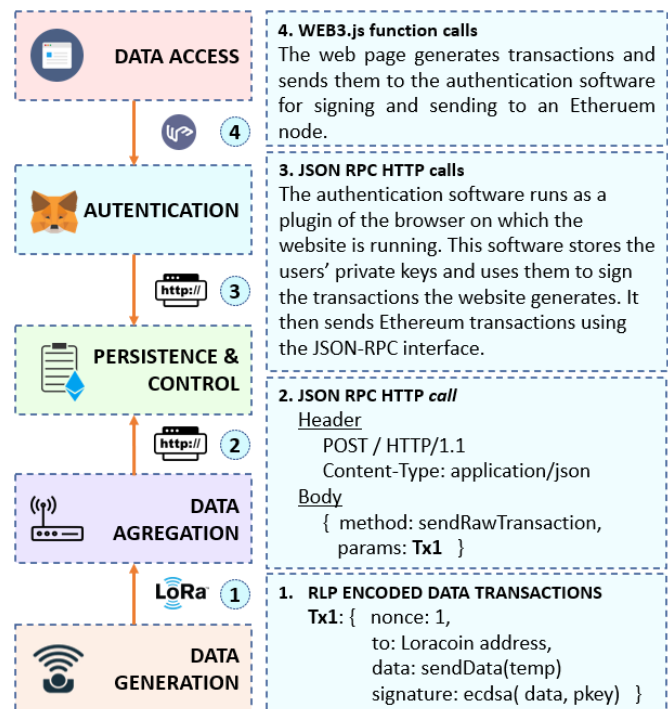 DATA ACCESS
4
AUTENTICATION
http://
3
PERSISTENCE &
CONTROL
http://
2
DATA
AGREGATION
LoRa
1
DATA
GENERATION
4. WEB3.js function calls
The web page generates transactions and
sends them to the authentication software
for signing and sending to an Etheruem
node.
3. JSON RPC HTTP calls
The authentication software runs as a
plugin of the browser on which the
website is running. This software stores the
users’ private keys and uses them to sign
the transactions the website generates. It
then sends Ethereum transactions using
the JSON-RPC interface.
2. JSON RPC HTTP call
Header
POST / HTTP/1.1
Content-Type: application/json
Body
{ method: sendRawTransaction,
params: Tx1 }
1. RLP ENCODED DATA TRANSACTIONS
Tx1: { nonce: 1,
to: Loracoin address,
data: sendData(temp)
signature: ecdsa( data, pkey) }